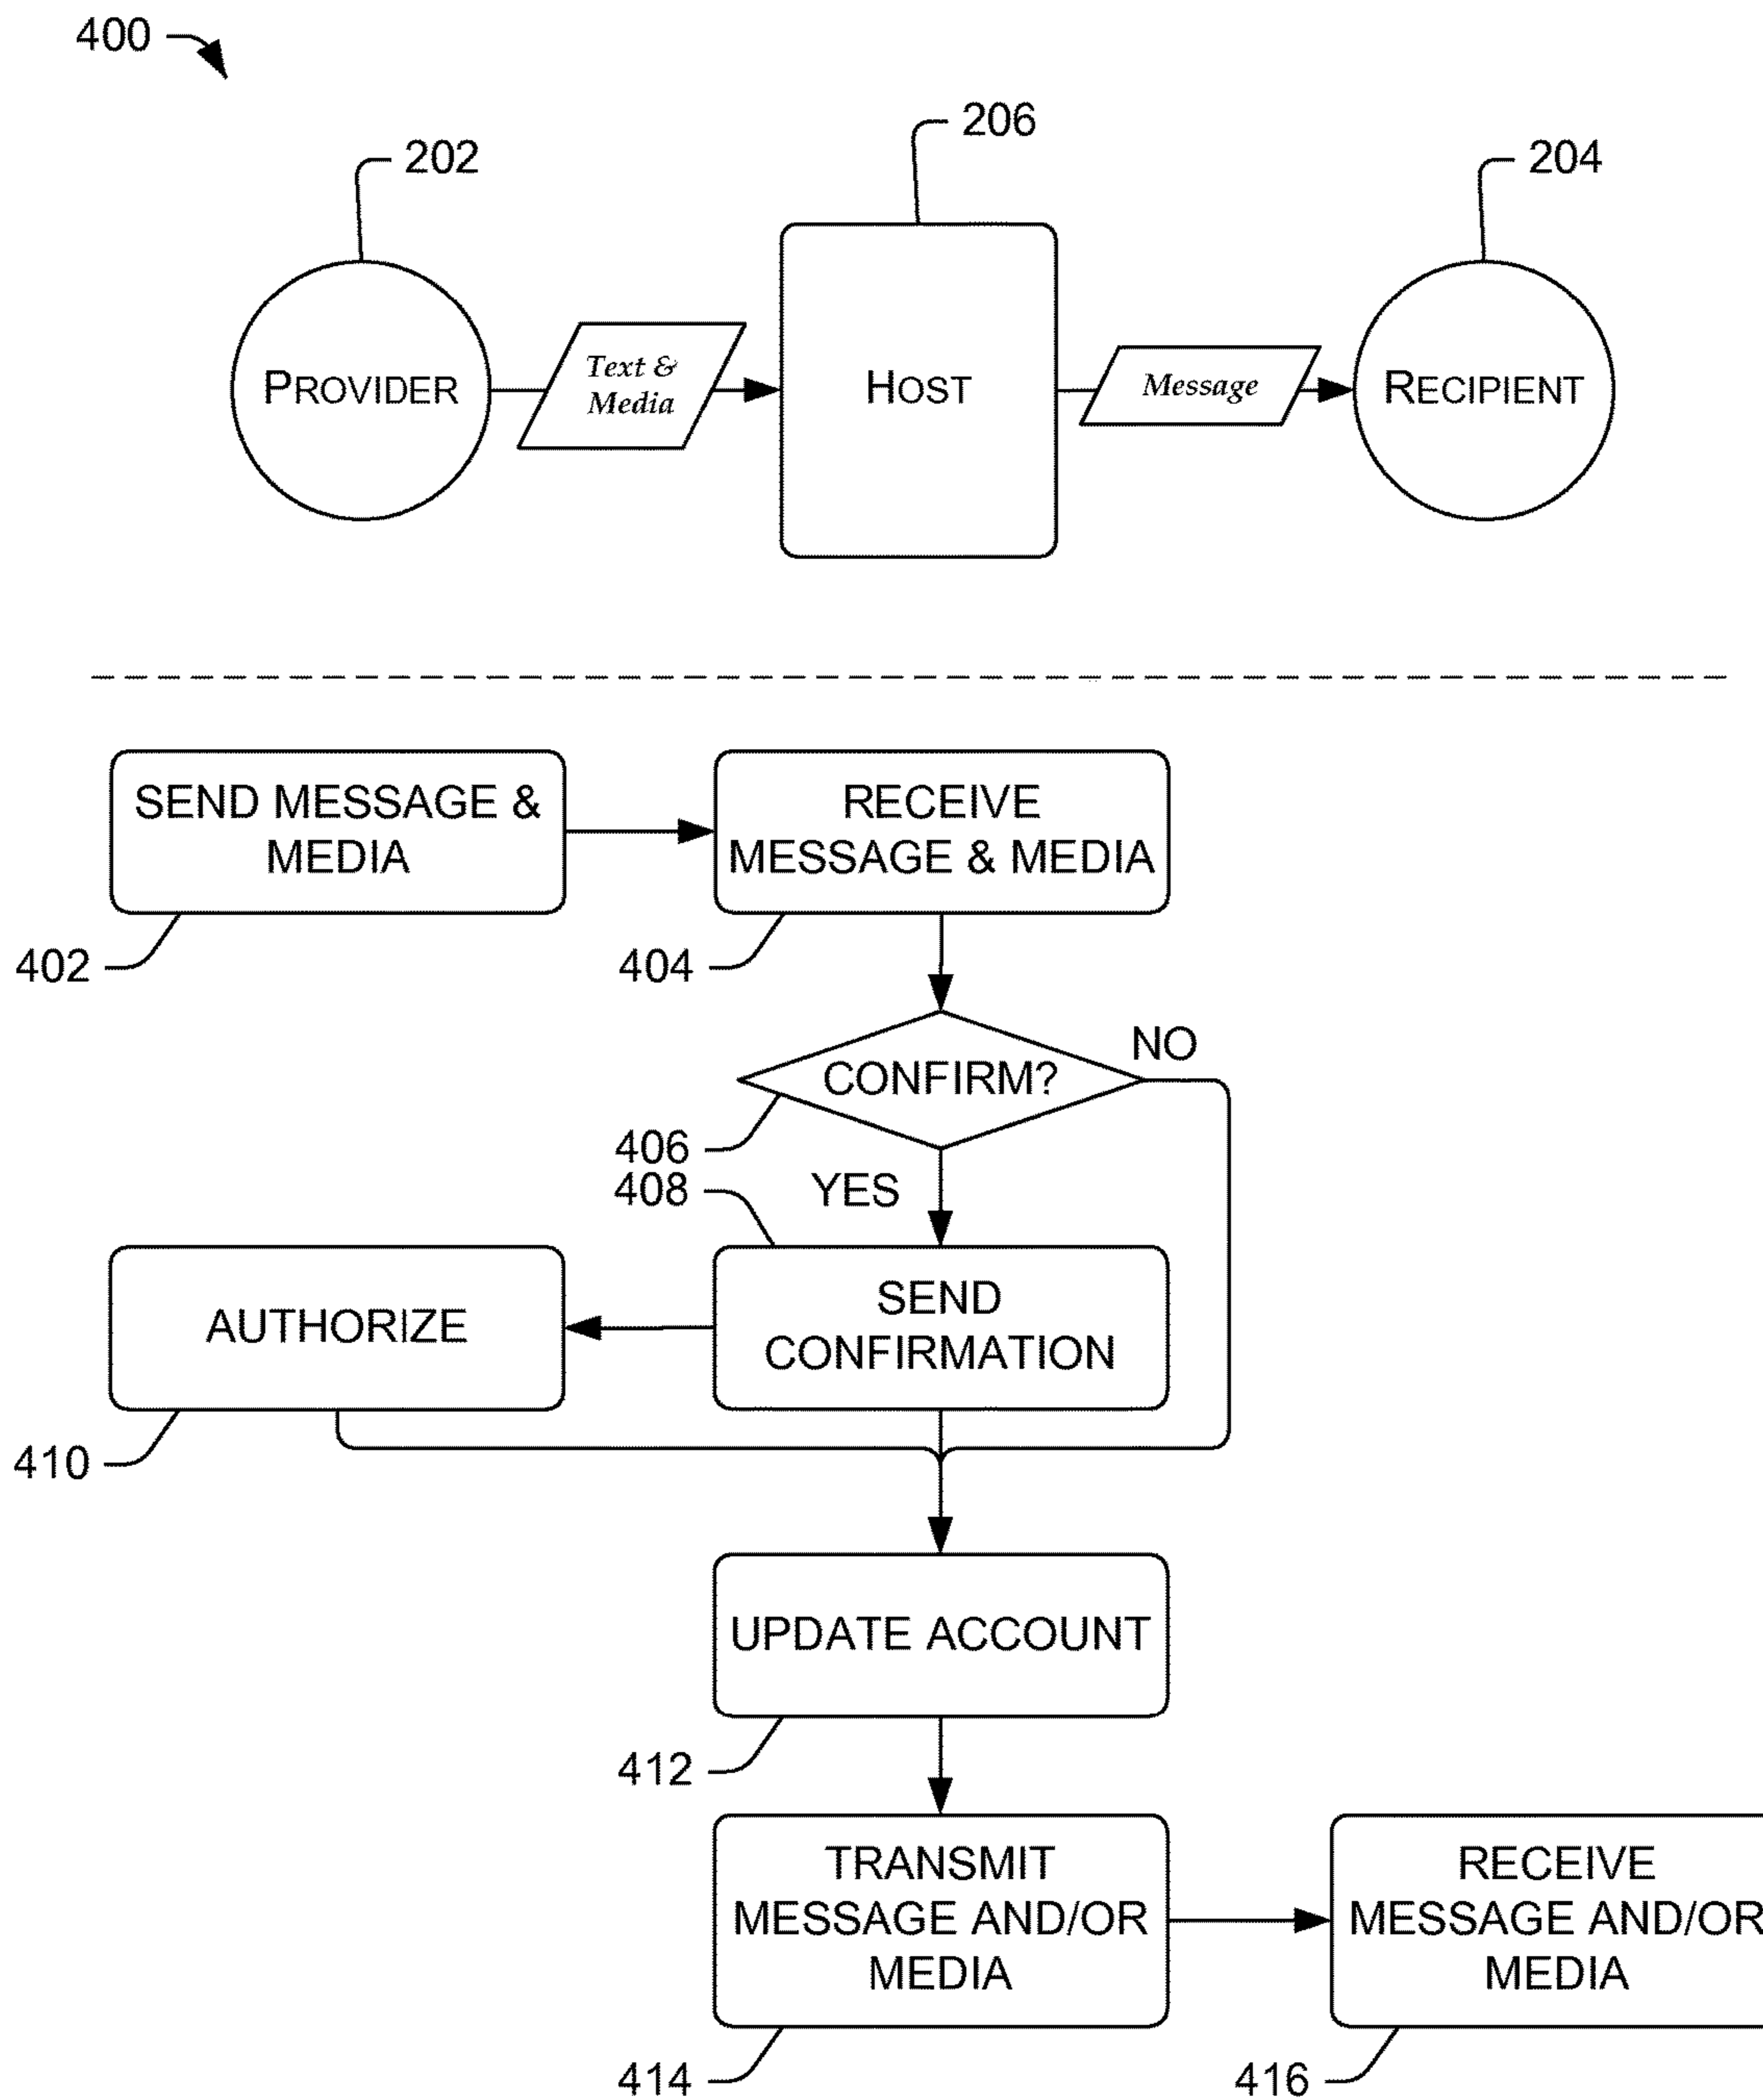 400
206
202
204
PROVIDER
Text &
Media
HOST
Message
RECIPIENT
SEND MESSAGE &
MEDIA
RECEIVE
MESSAGE & MEDIA
402
404
NO
CONFIRM?
406
408
YES
AUTHORIZE
SEND
CONFIRMATION
410
UPDATE ACCOUNT
412
TRANSMIT
MESSAGE AND/OR
MEDIA
RECEIVE
MESSAGE AND/OR
MEDIA
414
416